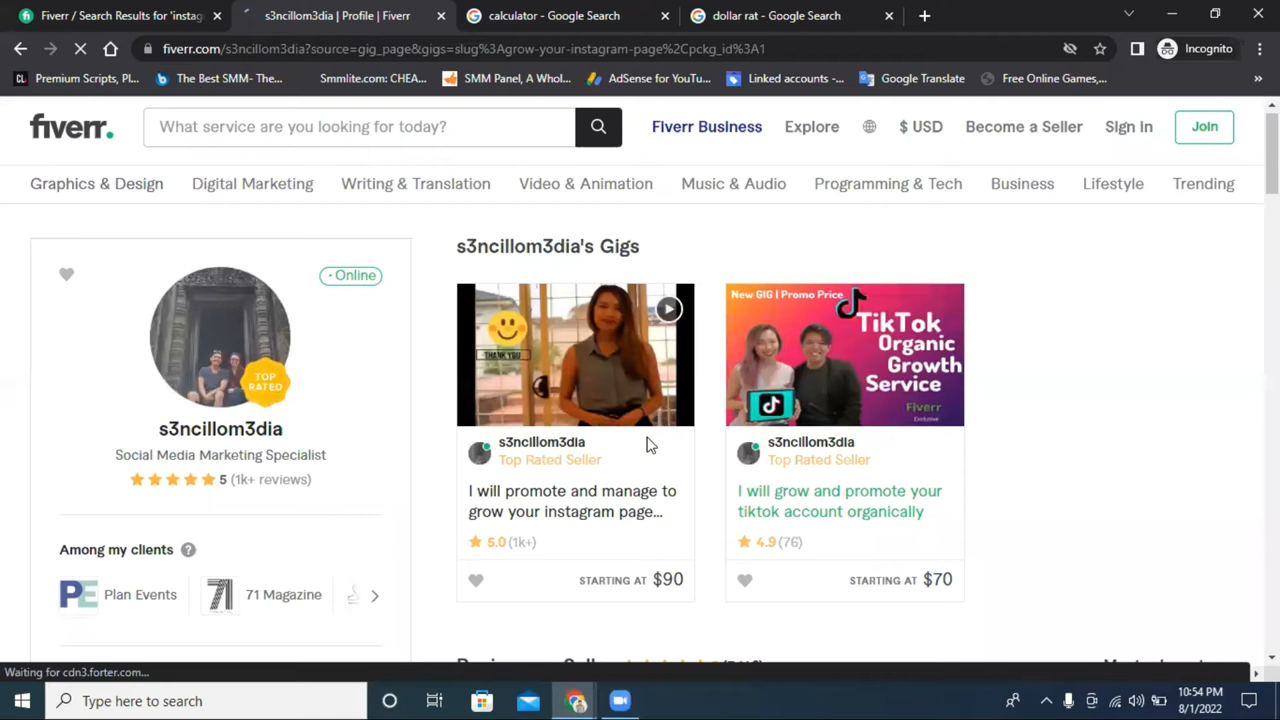 Fiverr / Search Results for 'instag
s3ncillom3dia | Profile | Fiverr
calculator - Google Search
dollar rat - Google Search
fiverr.com/s3ncillom3dia?source=gig_page&gigs=slug%3Agrow-your-instagram-page%2Cpckg_id%3A1
Incognito
CL Premium Scripts, Pl...
b The Best SMM- The...
Smmlite.com: CHEA...
SMM Panel, A Whol...
AdSense for YouTu...
Linked accounts -...
Google Translate
Free Online Games,...
fiverr.
What service are you looking for today?
Fiverr Business
Explore
$ USD
Become a Seller
Sign In
Join
Graphics & Design
Digital Marketing
Writing & Translation
Video & Animation
Music & Audio
Programming & Tech
Business
Lifestyle
Trending
Online
TOP
RATED
s3ncillom3dia
Social Media Marketing Specialist
5 (1k+ reviews)
Among my clients ?
PE Plan Events
71 71 Magazine
s3ncillom3dia's Gigs
THANK YOU
s3ncillom3dia
Top Rated Seller
I will promote and manage to
grow your instagram page...
5.0 (1k+)
STARTING AT $90
New GIG | Promo Price
TikTok
Organic
Growth
Service
Fiverr
Exclusive
s3ncillom3dia
Top Rated Seller
I will grow and promote your
tiktok account organically
4.9 (76)
STARTING AT $70
Waiting for cdn3.forter.com...
Type here to search
10:54 PM
8/1/2022